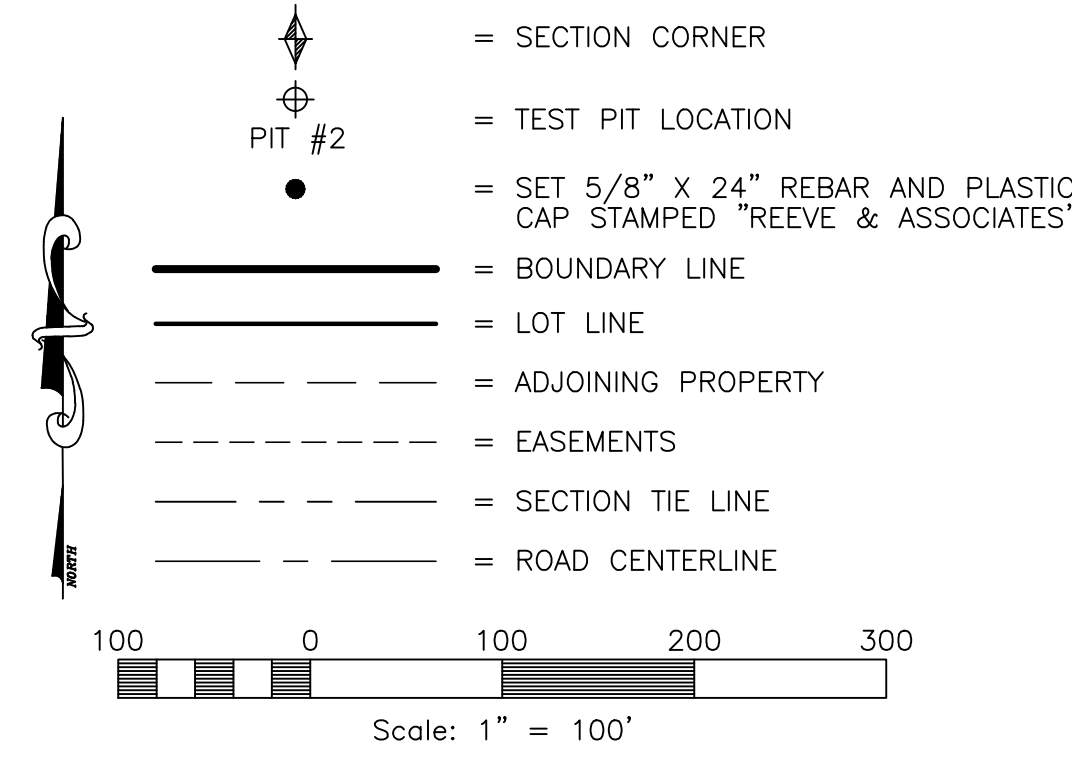 = SECTION CORNER
PIT #2
= TEST PIT LOCATION
= SET 5/8" X 24" REBAR AND PLASTIC
CAP STAMPED "REEVE & ASSOCIATES"
= BOUNDARY LINE
= LOT LINE
= ADJOINING PROPERTY
= EASEMENTS
= SECTION TIE LINE
= ROAD CENTERLINE
NORTH
100 0 100 200 300
Scale: 1" = 100'